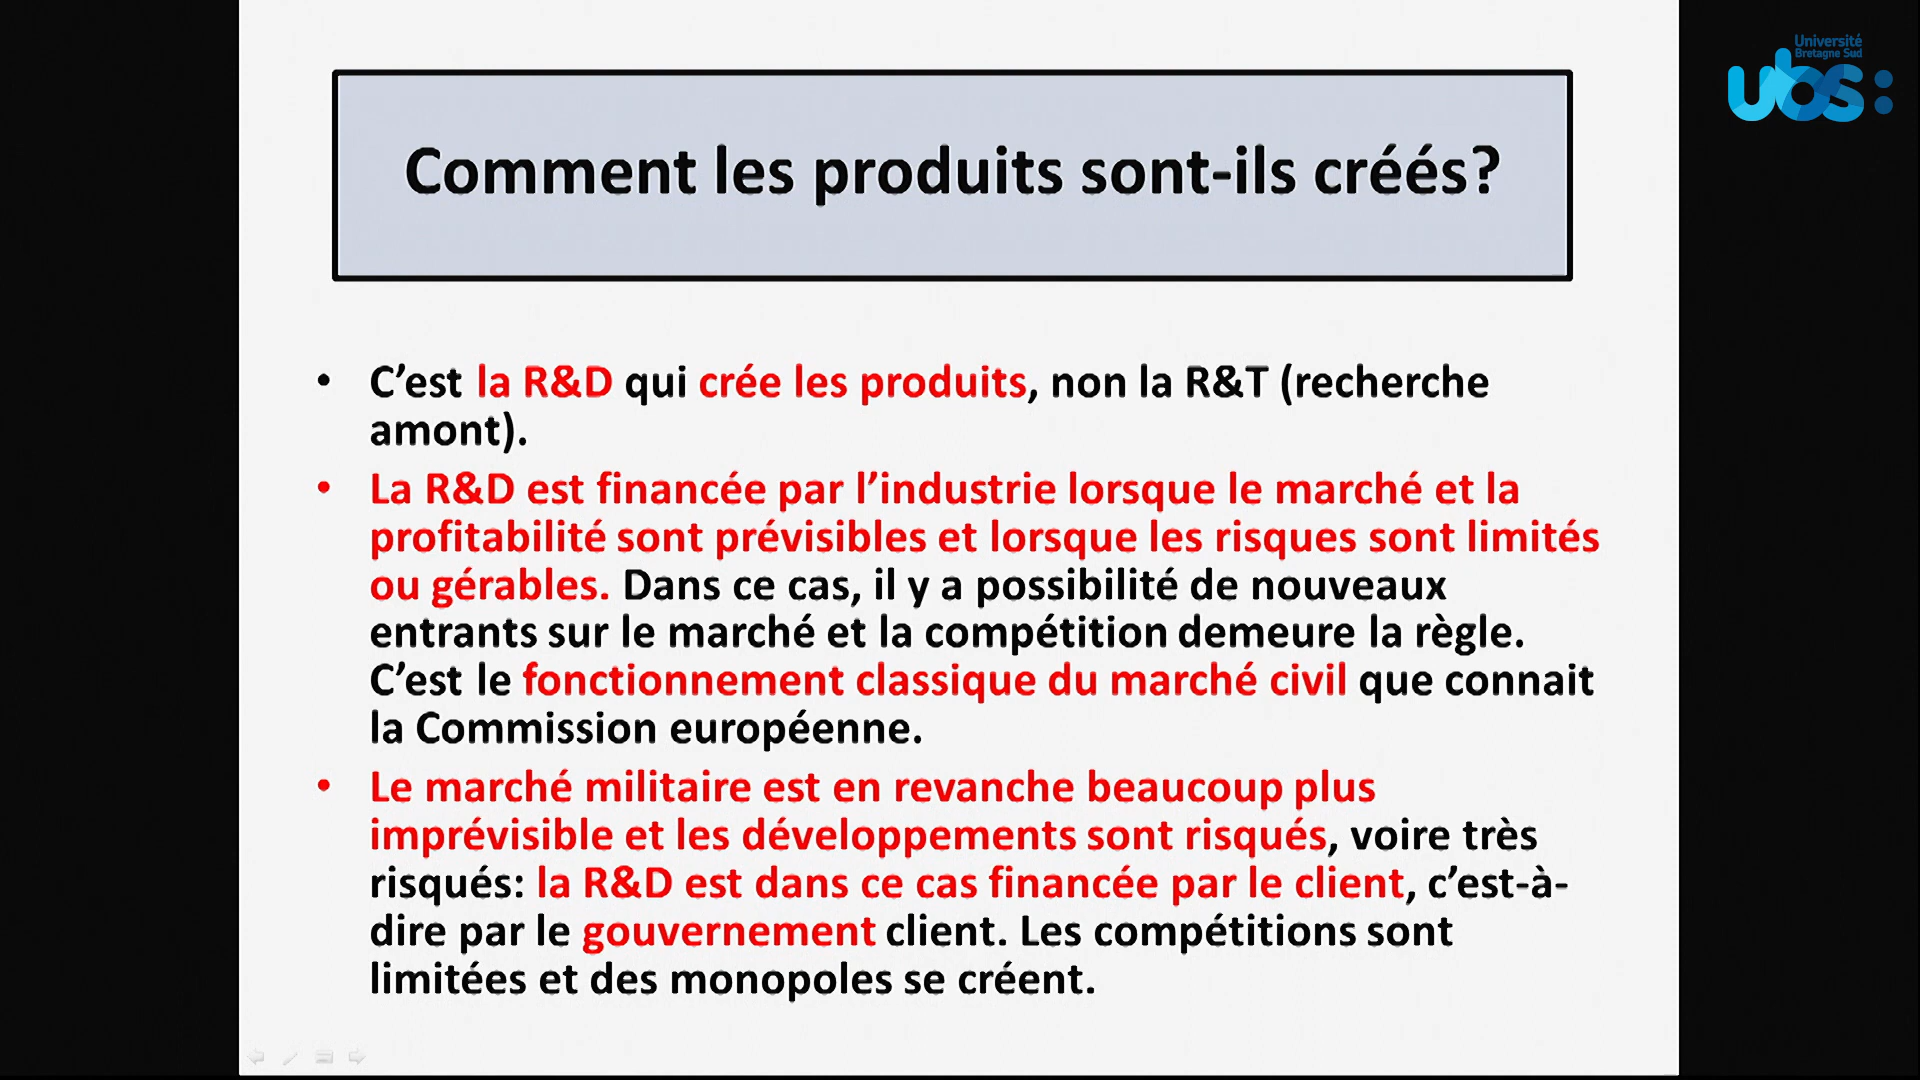 Université
Bretagne Sud
ubs:
Comment les produits sont-ils créés?
• C’est la R&D qui crée les produits, non la R&T (recherche
amont).
• La R&D est financée par l’industrie lorsque le marché et la
profitabilité sont prévisibles et lorsque les risques sont limités
ou gérables. Dans ce cas, il y a possibilité de nouveaux
entrants sur le marché et la compétition demeure la règle.
C’est le fonctionnement classique du marché civil que connait
la Commission européenne.
• Le marché militaire est en revanche beaucoup plus
imprévisible et les développements sont risqués, voire très
risqués: la R&D est dans ce cas financée par le client, c’est-à-
dire par le gouvernement client. Les compétitions sont
limitées et des monopoles se créent.